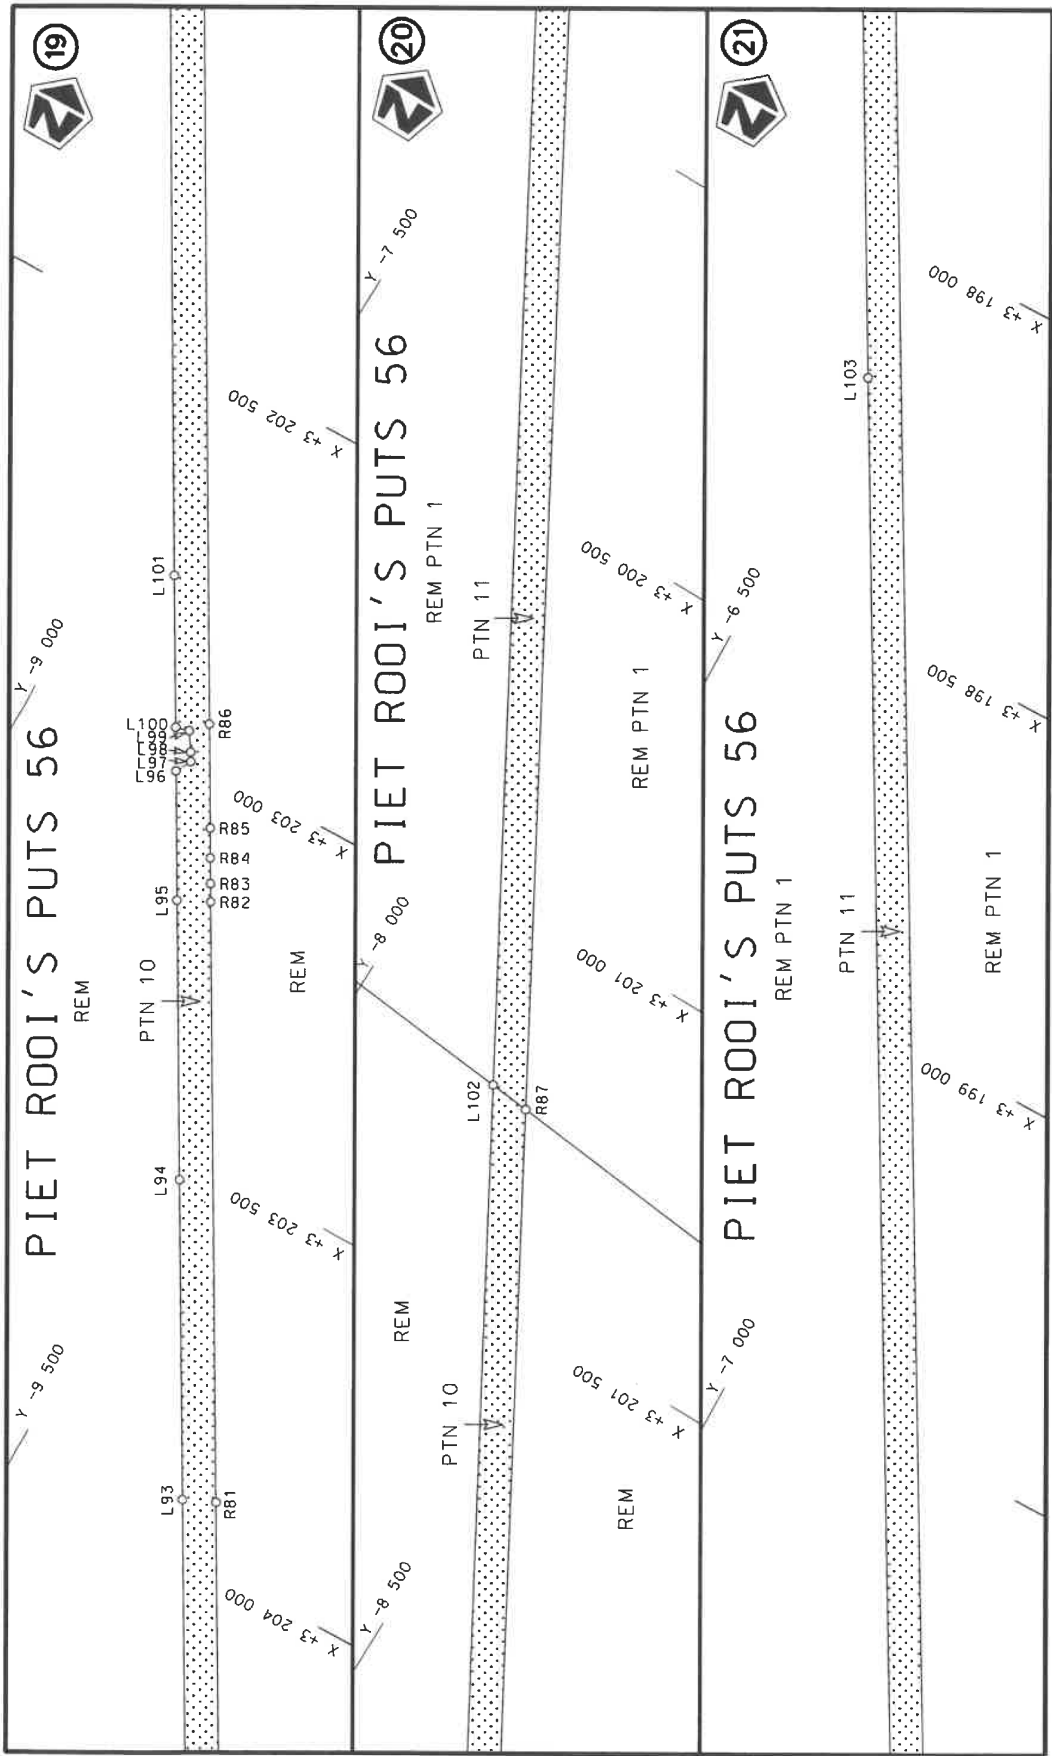 19
PIET ROOI'S PUTS 56
Y -9 500
Y -9 000
REM
PTN 10
L93
L94
L95
L96
L97
L98
L99
L100
L101
R81
R82
R83
R84
R85
R86
REM
X +3 204 000
X +3 203 500
X +3 203 000
X +3 202 500
20
PIET ROOI'S PUTS 56
Y -8 500
Y -8 000
Y -7 500
REM
REM PTN 1
PTN 10
PTN 11
L102
R87
REM
REM PTN 1
X +3 201 500
X +3 201 000
X +3 200 500
21
PIET ROOI'S PUTS 56
Y -7 000
Y -6 500
REM PTN 1
PTN 11
L103
REM PTN 1
X +3 199 000
X +3 198 500
X +3 198 000